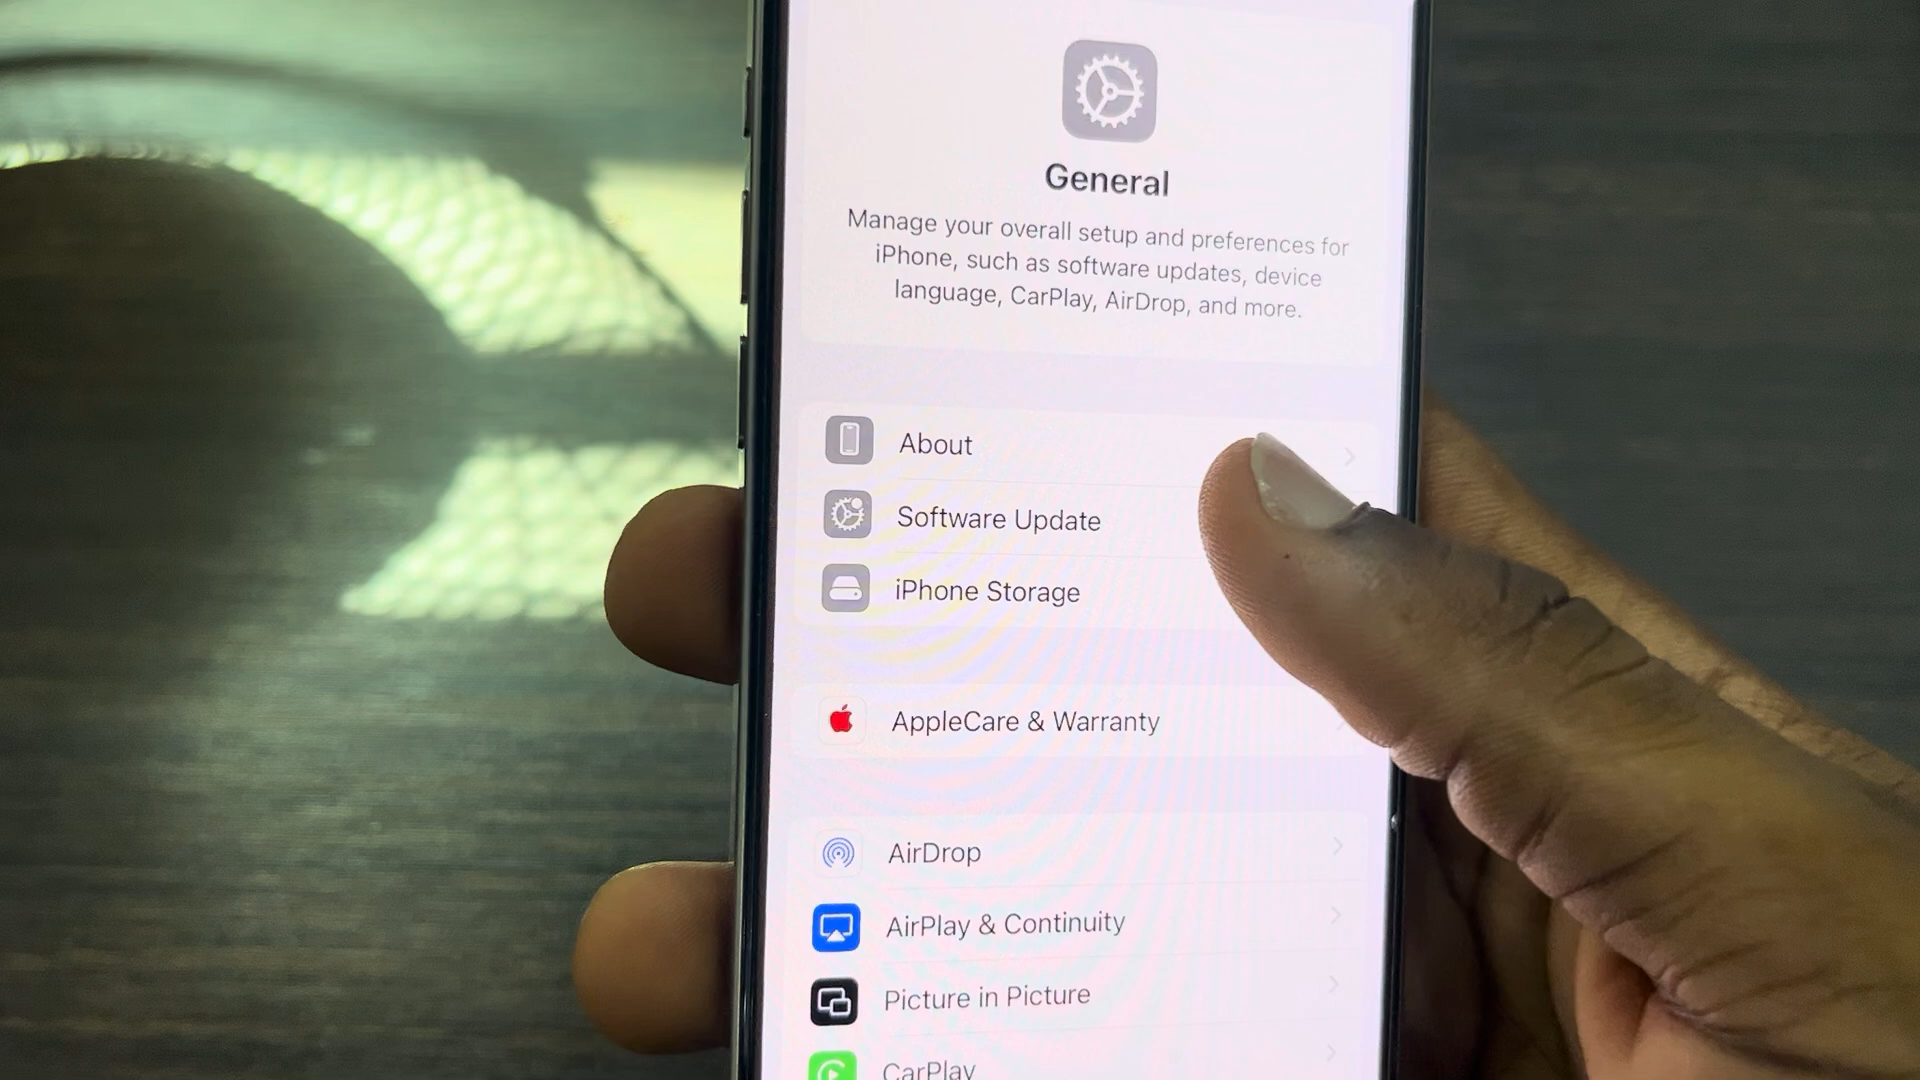 General
Manage your overall setup and preferences for
iPhone, such as software updates, device
language, CarPlay, AirDrop, and more.
About
Software Update
iPhone Storage
AppleCare & Warranty
AirDrop
AirPlay & Continuity
Picture in Picture
CarPlay